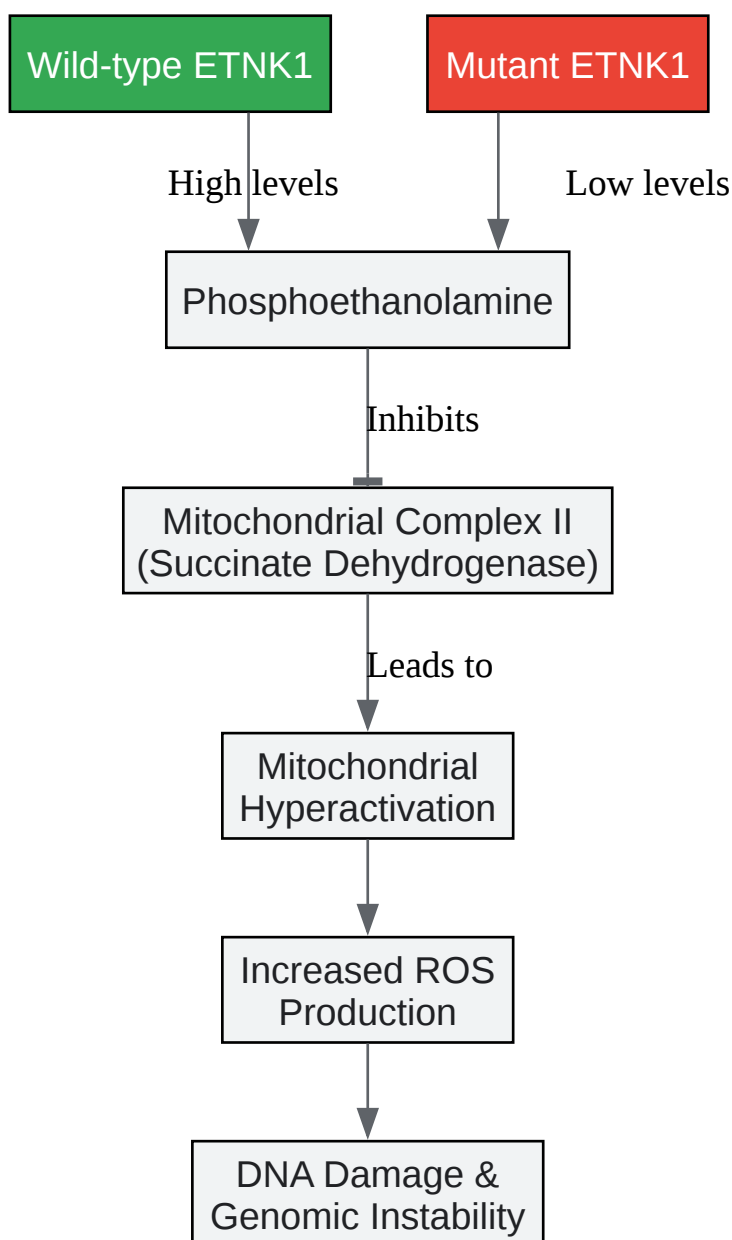 Wild-type ETNK1
Mutant ETNK1
High levels
Low levels
Phosphoethanolamine
Inhibits
Mitochondrial Complex II
(Succinate Dehydrogenase)
Leads to
Mitochondrial
Hyperactivation
Increased ROS
Production
DNA Damage &
Genomic Instability